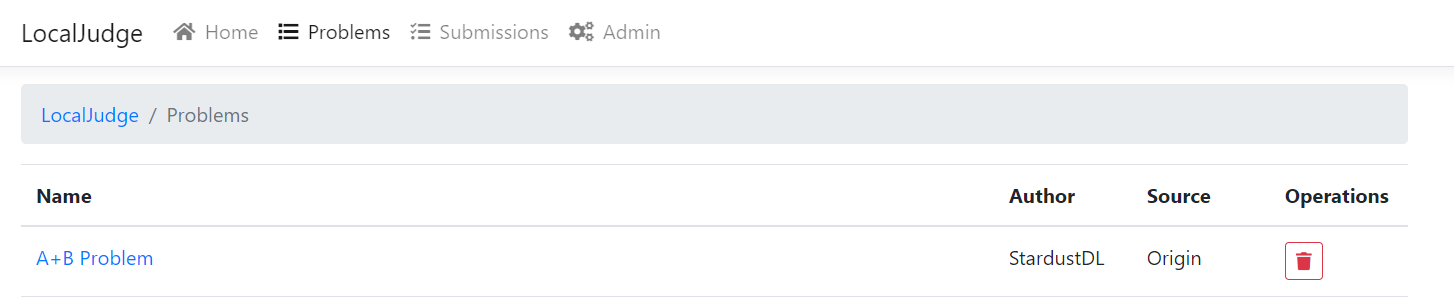 LocalJudge Home Problems Submissions Admin
LocalJudge / Problems
Name Author Source Operations
A+B Problem StardustDL Origin